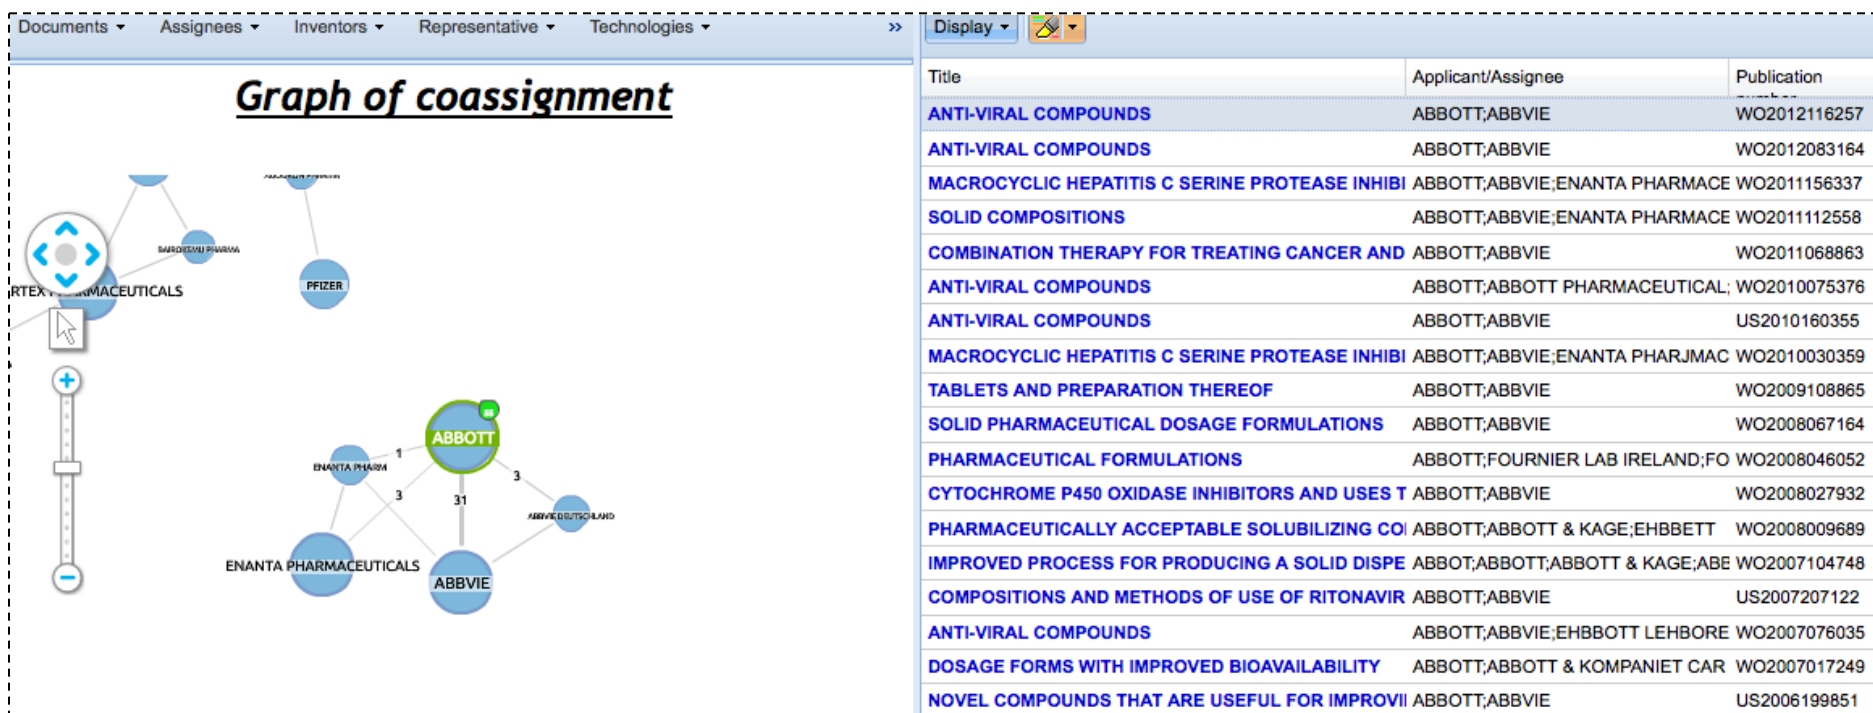 Documents Assignees Inventors Representative Technologies »
Graph of coassignment
PHARMA
PFIZER
ABBOTT
ENANTA PHARM
1
3
3
31
ABBVIE DEUTSCHLAND
ENANTA PHARMACEUTICALS
ABBVIE
Display
Title Applicant/Assignee Publication
ANTI-VIRAL COMPOUNDS ABBOTT;ABBVIE WO2012116257
ANTI-VIRAL COMPOUNDS ABBOTT;ABBVIE WO2012083164
MACROCYCLIC HEPATITIS C SERINE PROTEASE INHIBI ABBOTT;ABBVIE;ENANTA PHARMACE WO2011156337
SOLID COMPOSITIONS ABBOTT;ABBVIE;ENANTA PHARMACE WO2011112558
COMBINATION THERAPY FOR TREATING CANCER AND ABBOTT;ABBVIE WO2011068863
ANTI-VIRAL COMPOUNDS ABBOTT;ABBOTT PHARMACEUTICAL; WO2010075376
ANTI-VIRAL COMPOUNDS ABBOTT;ABBVIE US2010160355
MACROCYCLIC HEPATITIS C SERINE PROTEASE INHIBI ABBOTT;ABBVIE;ENANTA PHARJMAC WO2010030359
TABLETS AND PREPARATION THEREOF ABBOTT;ABBVIE WO2009108865
SOLID PHARMACEUTICAL DOSAGE FORMULATIONS ABBOTT;ABBVIE WO2008067164
PHARMACEUTICAL FORMULATIONS ABBOTT;FOURNIER LAB IRELAND;FO WO2008046052
CYTOCHROME P450 OXIDASE INHIBITORS AND USES T ABBOTT;ABBVIE WO2008027932
PHARMACEUTICALLY ACCEPTABLE SOLUBILIZING CO ABBOTT;ABBOTT & KAGE;EHBBETT WO2008009689
IMPROVED PROCESS FOR PRODUCING A SOLID DISPE ABBOT;ABBOTT;ABBOTT & KAGE;ABB WO2007104748
COMPOSITIONS AND METHODS OF USE OF RITONAVIR ABBOTT;ABBVIE US2007207122
ANTI-VIRAL COMPOUNDS ABBOTT;ABBVIE;EHBBOTT LEHBORE WO2007076035
DOSAGE FORMS WITH IMPROVED BIOAVAILABILITY ABBOTT;ABBOTT & KOMPANIET CAR WO2007017249
NOVEL COMPOUNDS THAT ARE USEFUL FOR IMPROVI ABBOTT;ABBVIE US2006199851